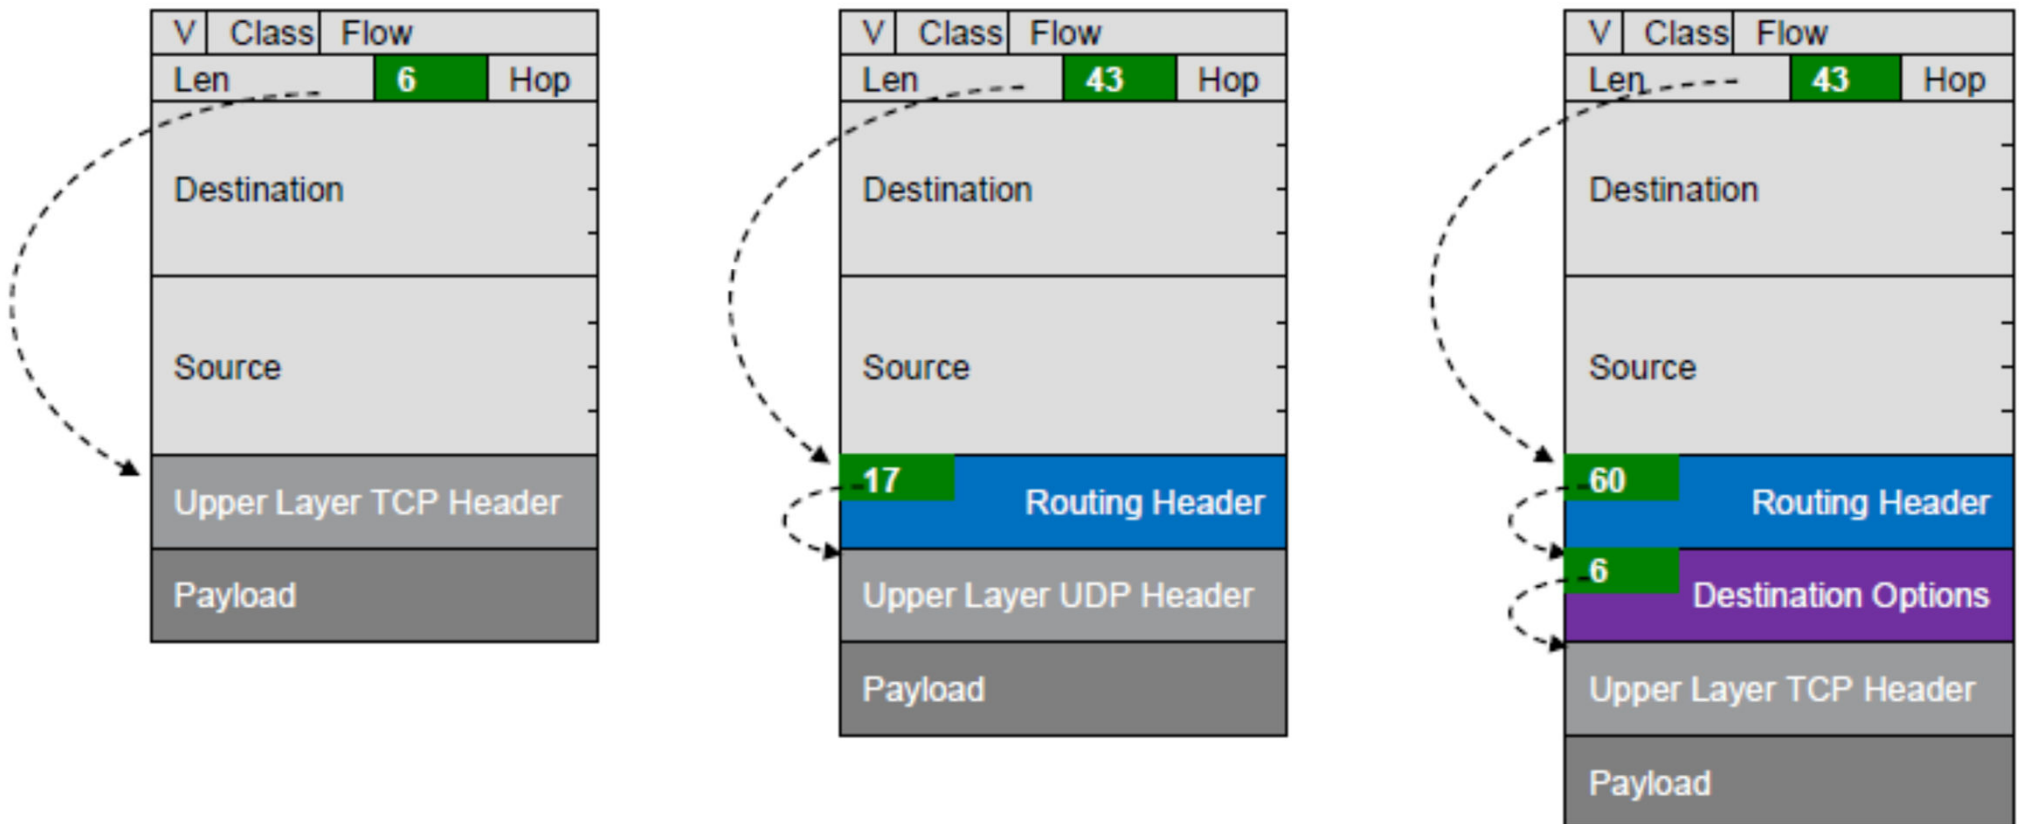 V Class Flow
Len 6 Hop
Destination
Source
Upper Layer TCP Header
Payload
V Class Flow
Len 43 Hop
Destination
Source
17 Routing Header
Upper Layer UDP Header
Payload
V Class Flow
Len 43 Hop
Destination
Source
60 Routing Header
6 Destination Options
Upper Layer TCP Header
Payload